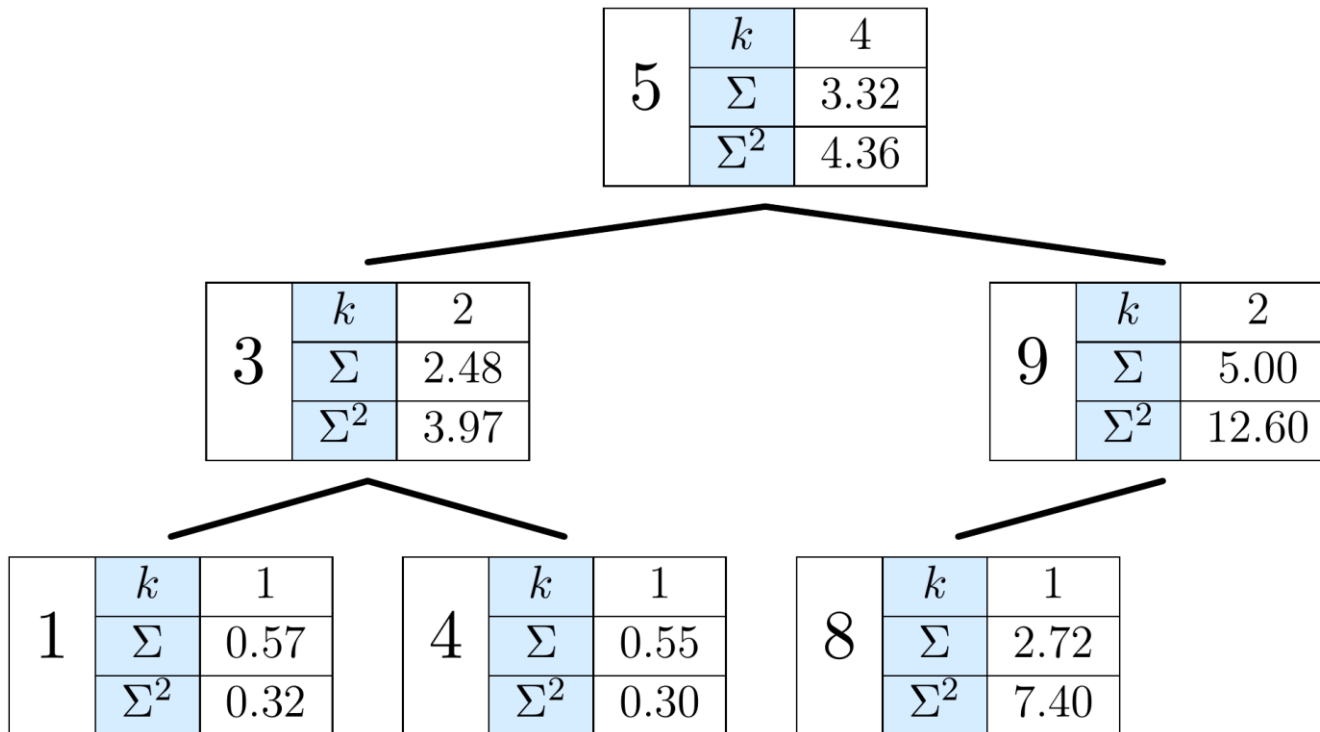 5 k 4
Σ 3.32
Σ² 4.36
3 k 2
Σ 2.48
Σ² 3.97
9 k 2
Σ 5.00
Σ² 12.60
1 k 1
Σ 0.57
Σ² 0.32
4 k 1
Σ 0.55
Σ² 0.30
8 k 1
Σ 2.72
Σ² 7.40